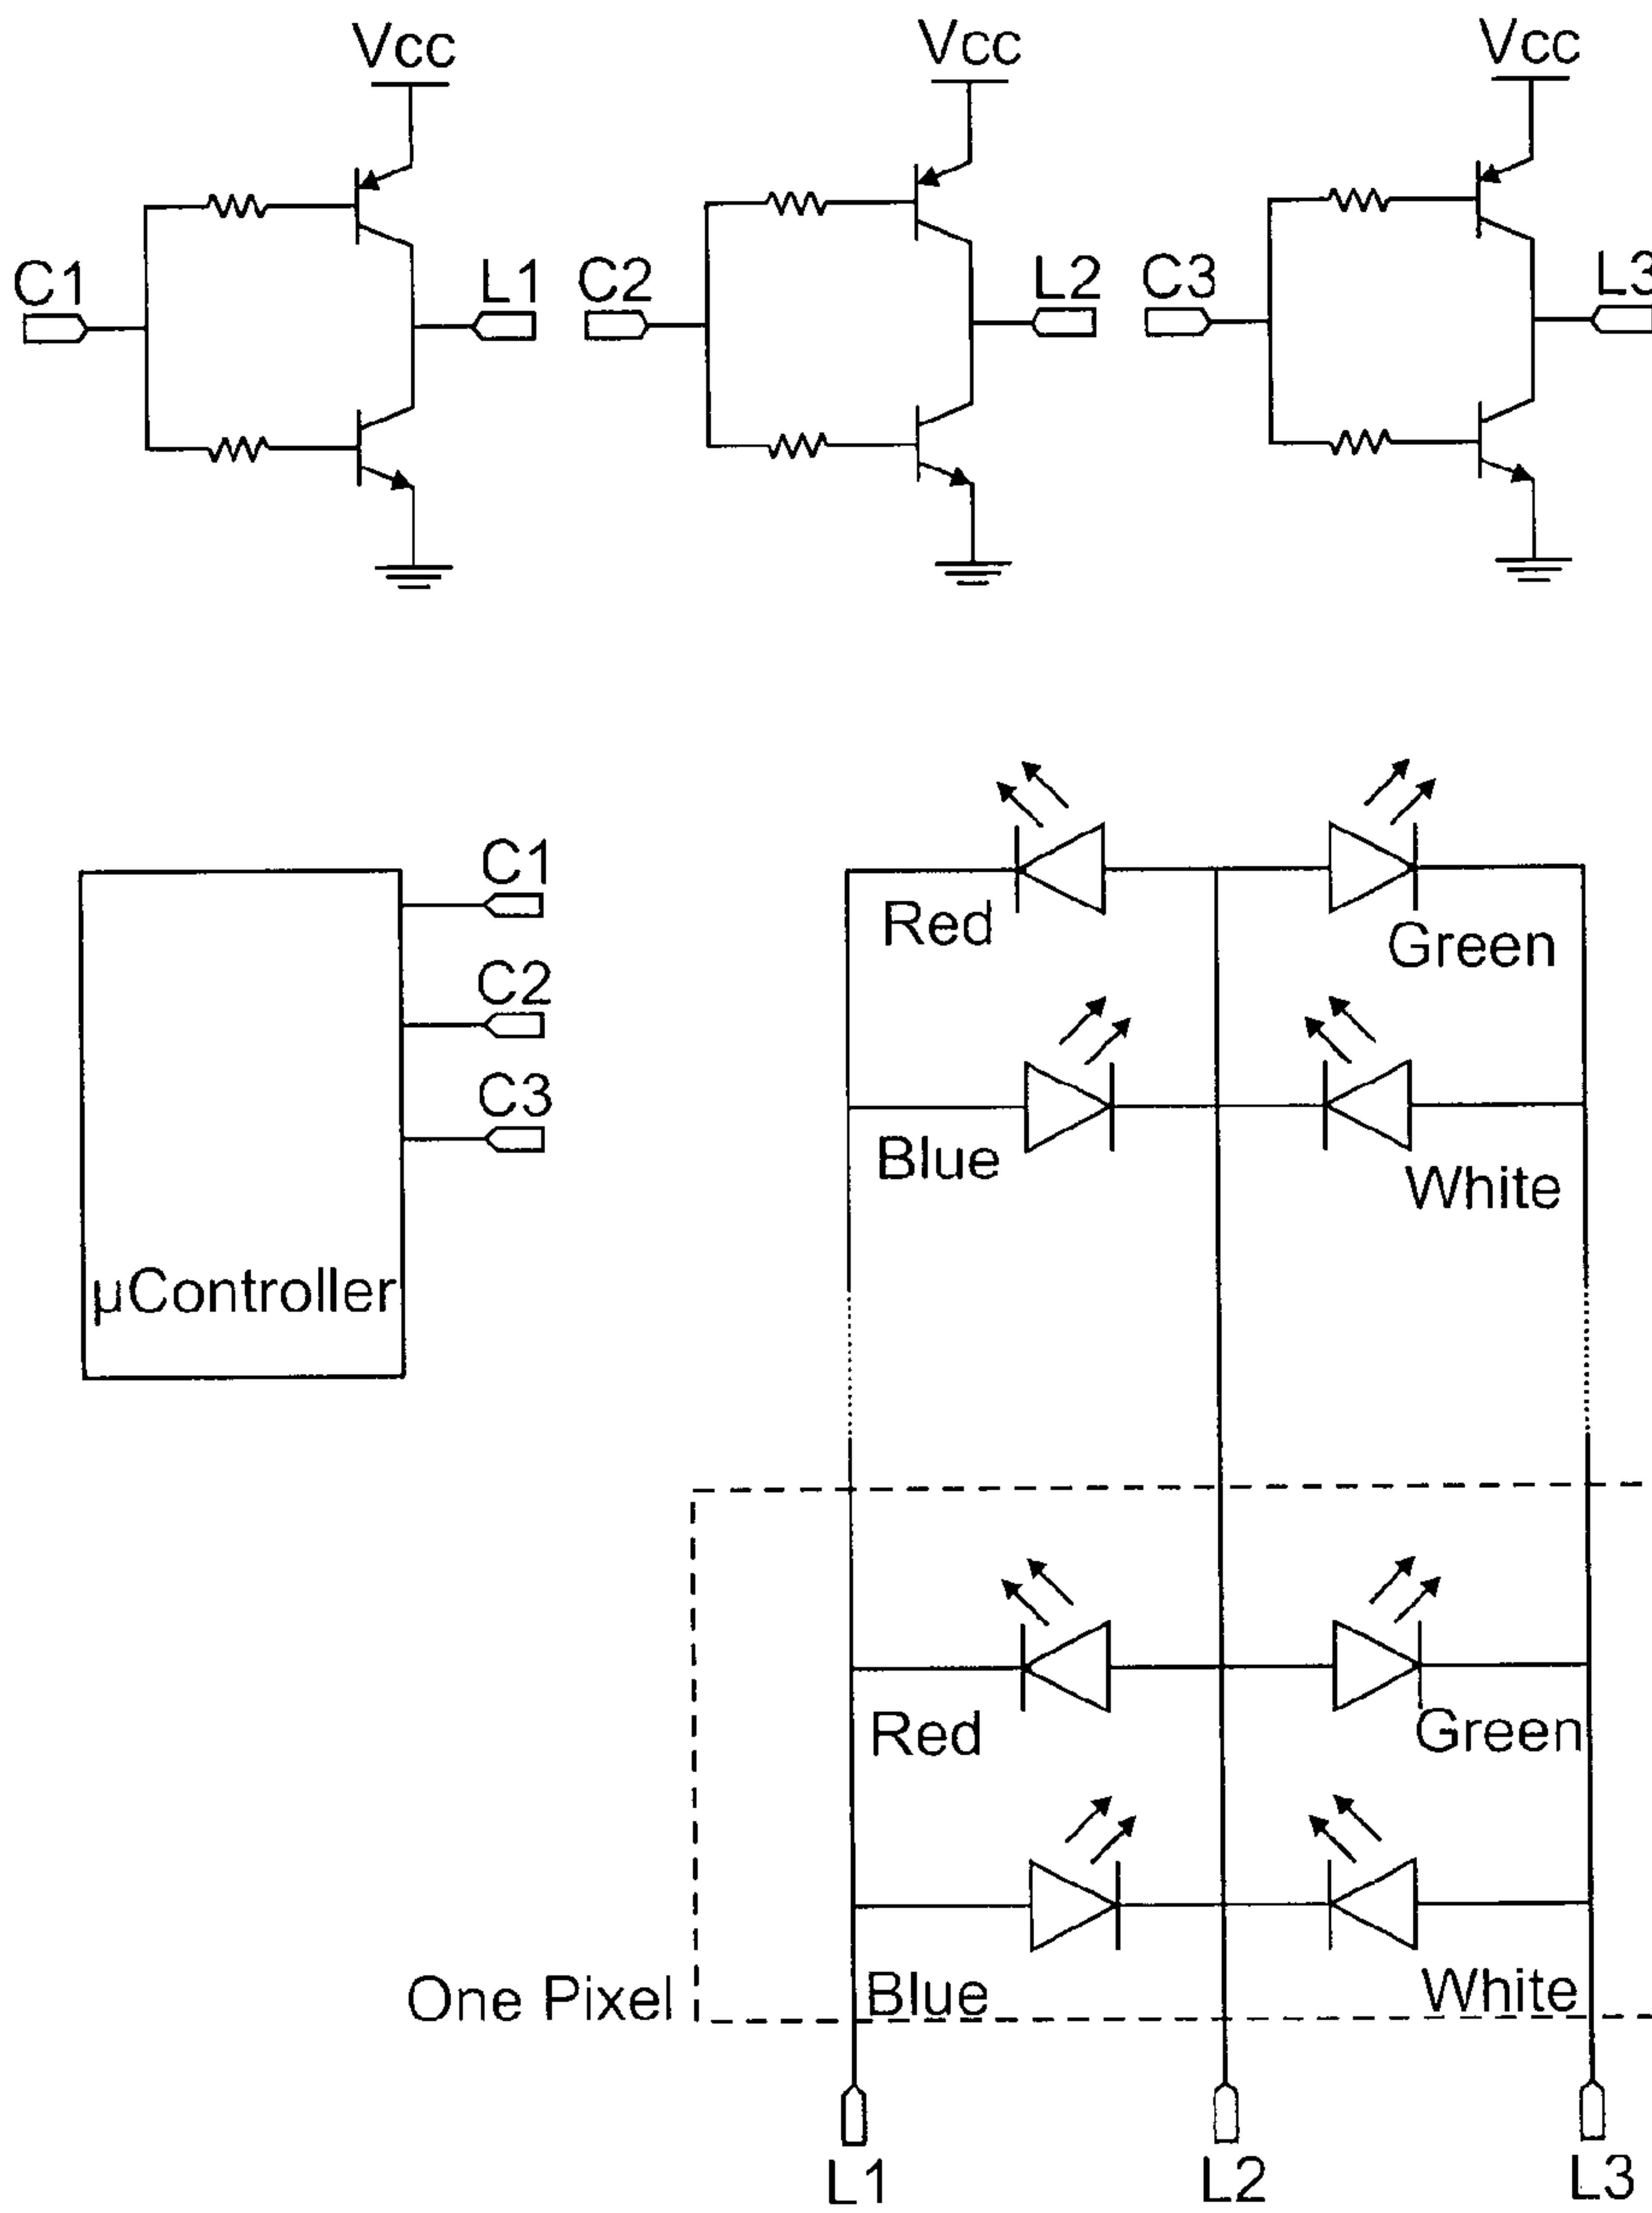 Vcc
Vcc
Vcc
C1
L1
C2
L2
C3
L3
C1
C2
C3
µController
Red
Green
Blue
White
Red
Green
Blue
White
One Pixel
L1
L2
L3